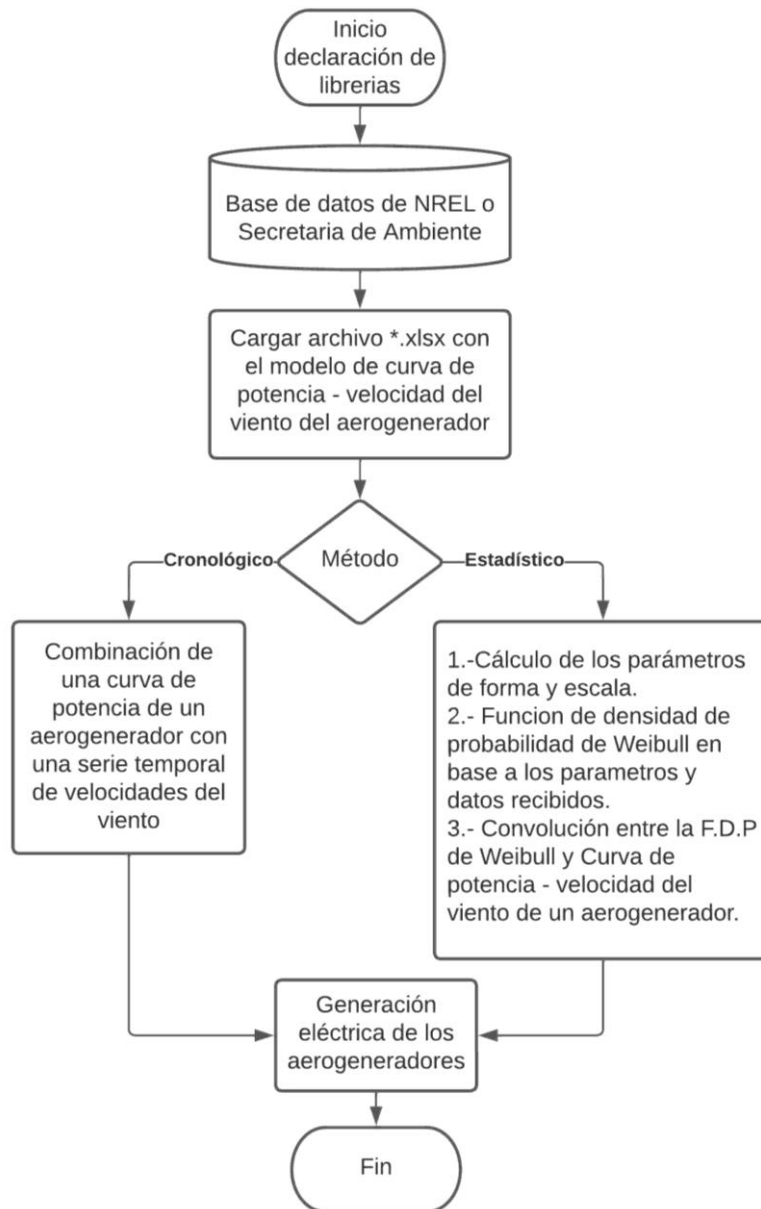 Inicio
declaración de
librerias
Base de datos de NREL o
Secretaria de Ambiente
Cargar archivo *.xlsx con
el modelo de curva de
potencia - velocidad del
viento del aerogenerador
Método
Cronológico
Estadístico
Combinación de
una curva de
potencia de un
aerogenerador con
una serie temporal
de velocidades del
viento
1.-Cálculo de los parámetros
de forma y escala.
2.- Funcion de densidad de
probabilidad de Weibull en
base a los parametros y
datos recibidos.
3.- Convolución entre la F.D.P
de Weibull y Curva de
potencia - velocidad del
viento de un aerogenerador.
Generación
eléctrica de los
aerogeneradores
Fin